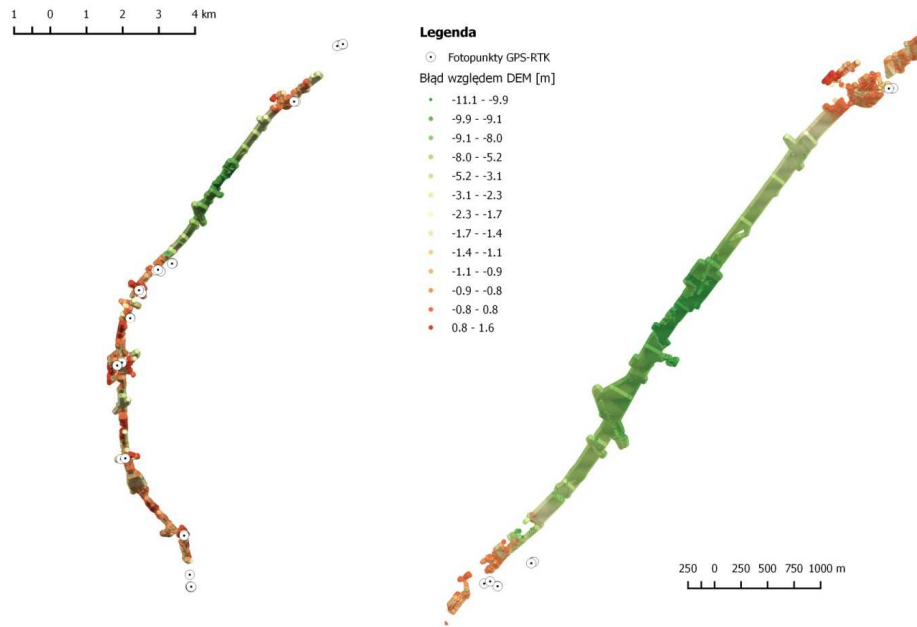 1 0 1 2 3 4 km
Legenda
Fotopunkty GPS-RTK
Błąd względem DEM [m]
-11.1 - -9.9
-9.9 - -9.1
-9.1 - -8.0
-8.0 - -5.2
-5.2 - -3.1
-3.1 - -2.3
-2.3 - -1.7
-1.7 - -1.4
-1.4 - -1.1
-1.1 - -0.9
-0.9 - -0.8
-0.8 - 0.8
0.8 - 1.6
250 0 250 500 750 1000 m